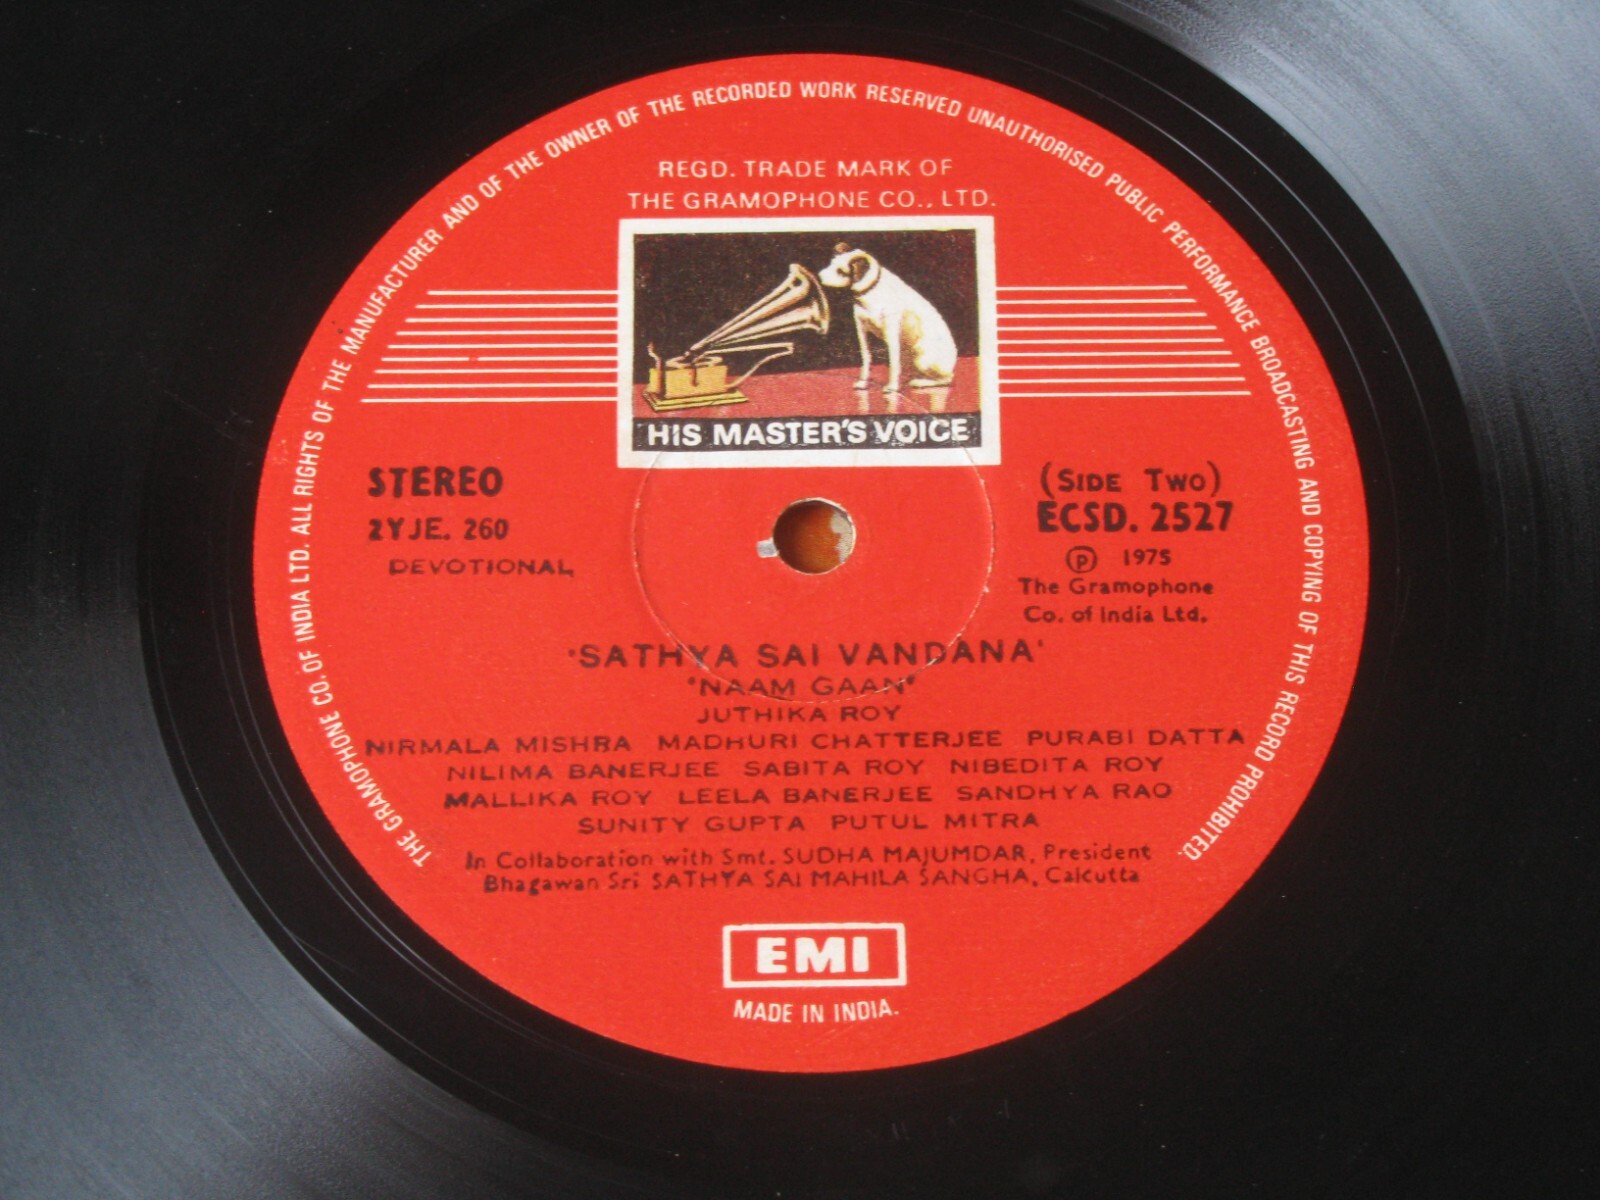 THE GRAMOPHONE CO. OF INDIA LTD. ALL RIGHTS OF THE MANUFACTURER AND OF THE OWNER OF THE RECORDED WORK RESERVED UNAUTHORISED PUBLIC PERFORMANCE BROADCASTING AND COPYING OF THIS RECORD PROHIBITED.
REGD. TRADE MARK OF
THE GRAMOPHONE CO., LTD.
HIS MASTER'S VOICE
STEREO
2YJE. 260
DEVOTIONAL
(SIDE TWO)
ECSD. 2527
Ⓟ 1975
The Gramophone
Co. of India Ltd.
'SATHYA SAI VANDANA'
"NAAM GAAN"
JUTHIKA ROY
NIRMALA MISHRA MADHURI CHATTERJEE PURABI DATTA
NILIMA BANERJEE SABITA ROY NIBEDITA ROY
MALLIKA ROY LEELA BANERJEE SANDHYA RAO
SUNITY GUPTA PUTUL MITRA
In Collaboration with Smt. SUDHA MAJUMDAR, President
Bhagawan Sri SATHYA SAI MAHILA SANGHA, Calcutta
EMI
MADE IN INDIA.